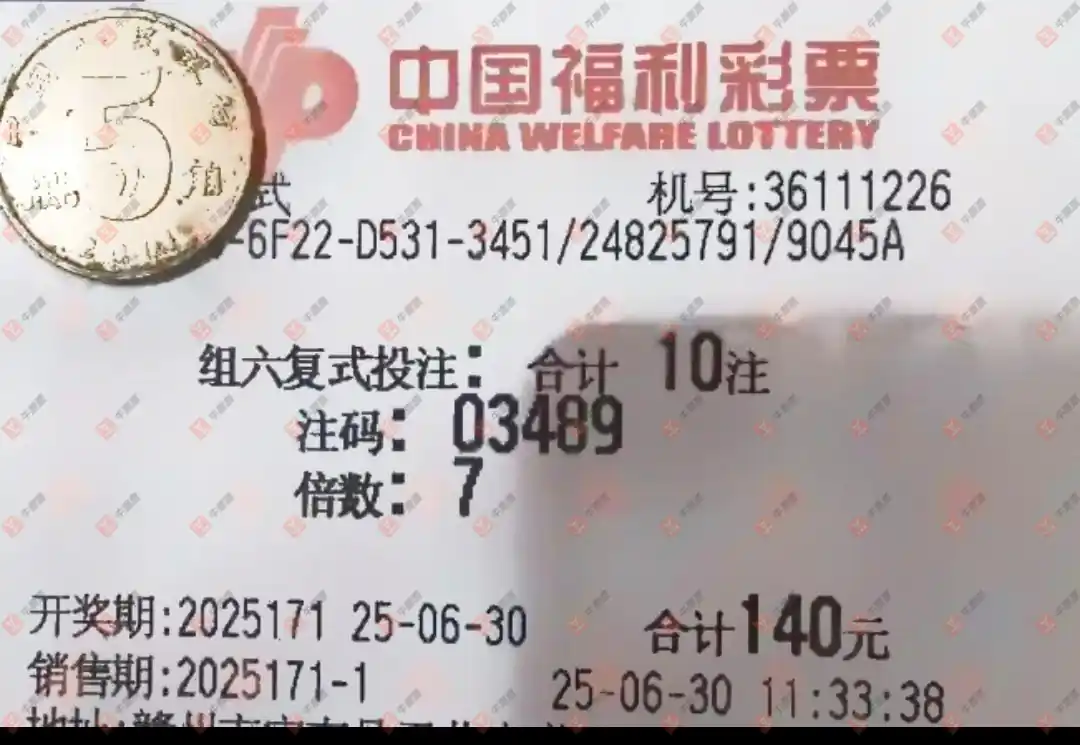 中国福利彩票
CHINA WELFARE LOTTERY
式 机号:36111226
-6F22-D531-3451/24825791/9045A
组六复式投注: 合计 10注
注码: 03489
倍数: 7
开奖期:2025171 25-06-30 合计140元
销售期:2025171-1 25-06-30 11:33:38